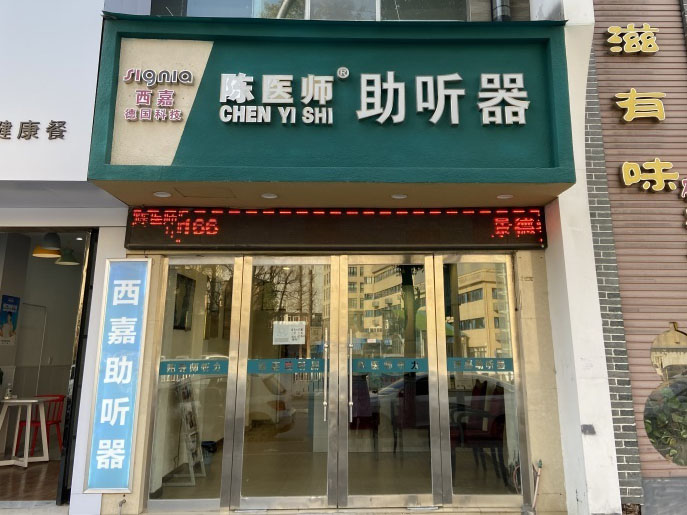 signia
西嘉
德国科技
陈医师®助听器
CHEN YI SHI
健康餐
滋有味
西嘉助听器